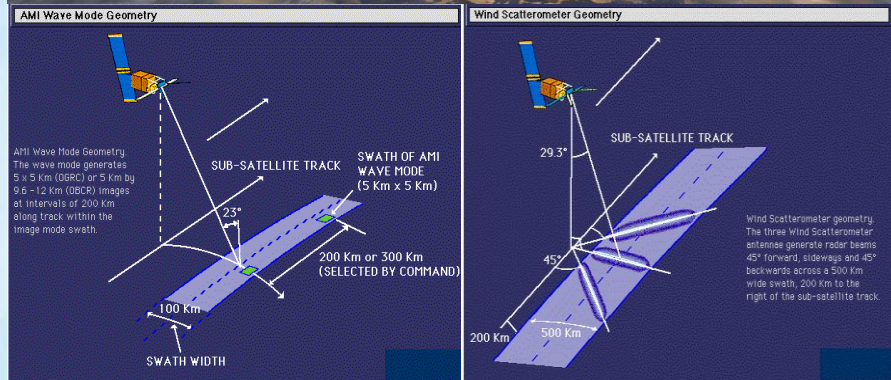 AMI Wave Mode Geometry
AMI Wave Mode Geometry.
The wave mode generates
5 x 5 Km (OGRC) or 5 Km by
9.6 -12 Km (OBCR) images
at intervals of 200 Km
along track within the
image mode swath.
SUB-SATELLITE TRACK
SWATH OF AMI
WAVE MODE
(5 Km x 5 Km)
23°
200 Km or 300 Km
(SELECTED BY COMMAND)
100 Km
SWATH WIDTH
Wind Scatterometer Geometry
SUB-SATELLITE TRACK
29.3°
45°
Wind Scatterometer geometry.
The three Wind Scatterometer
antennae generate radar beams
45° forward, sideways and 45°
backwards across a 500 Km
wide swath, 200 Km to the
right of the sub-satellite track.
200 Km
500 Km